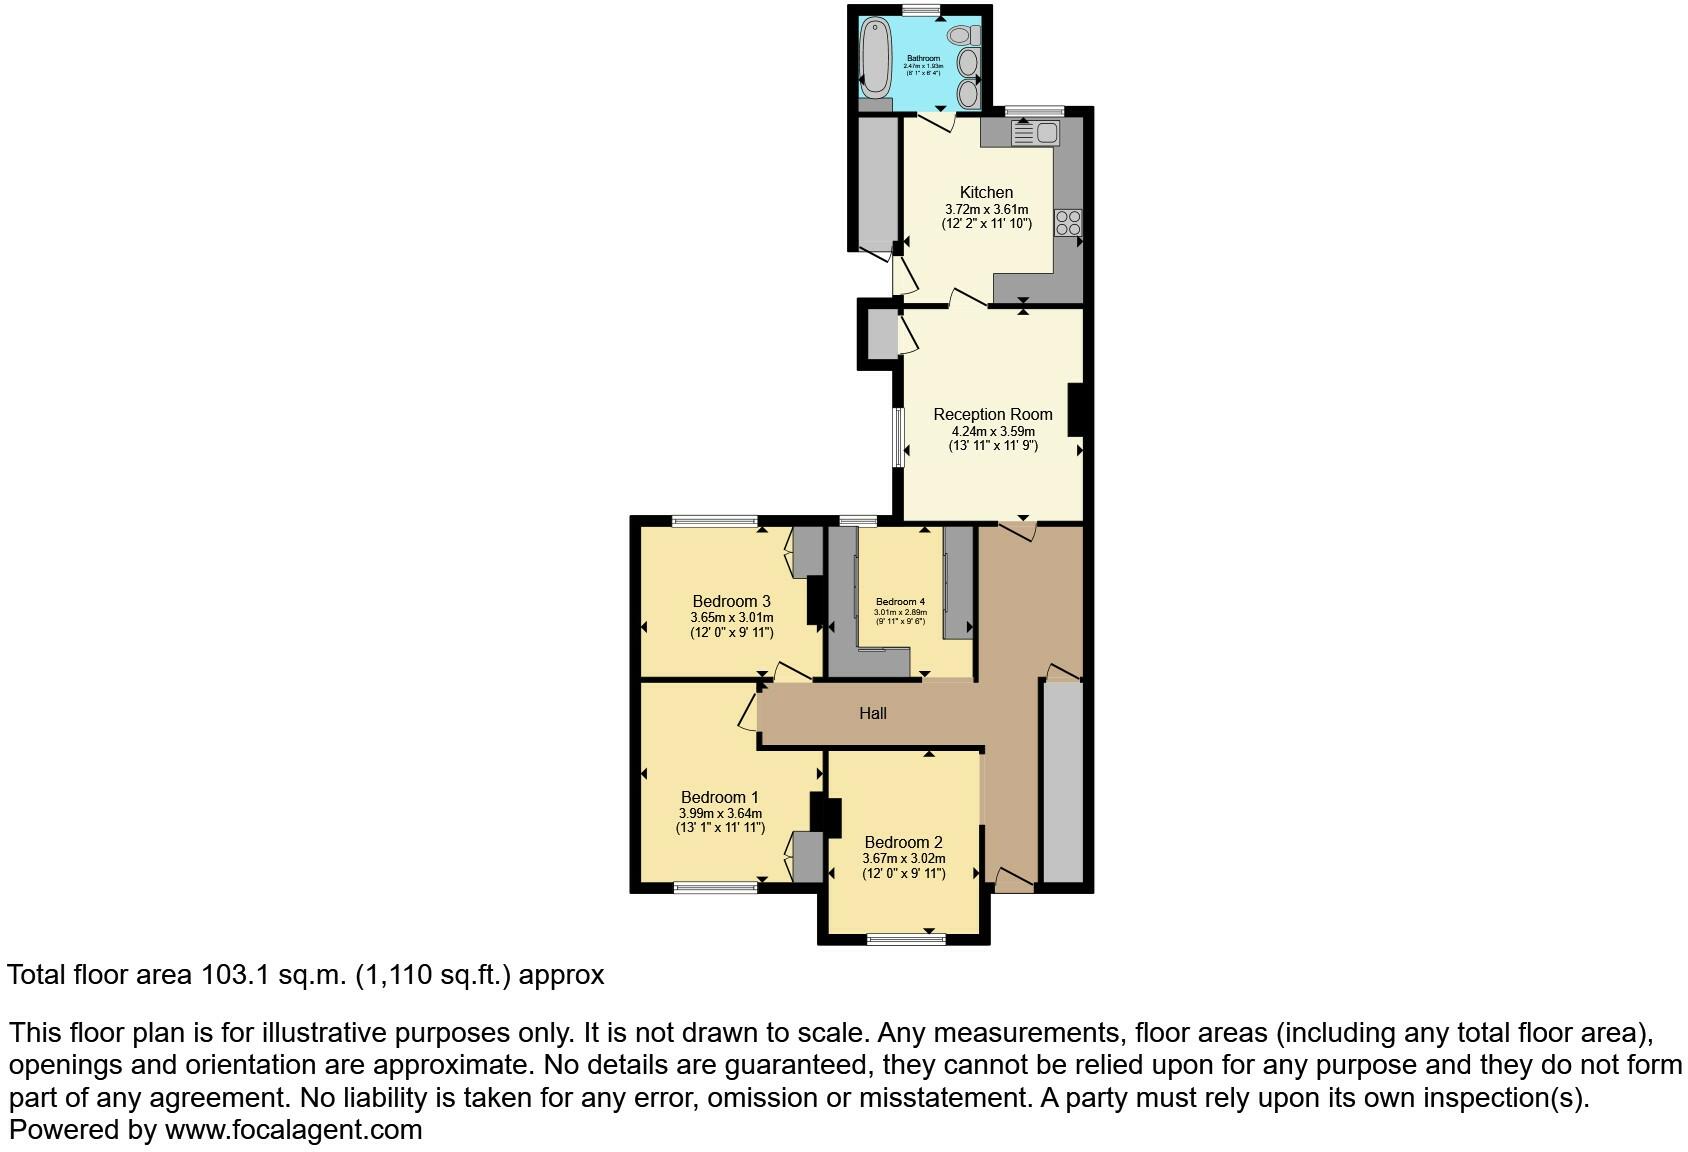 Bathroom
2.47m x 1.93m
(8' 1" x 6' 4")
Kitchen
3.72m x 3.61m
(12' 2" x 11' 10")
Reception Room
4.24m x 3.59m
(13' 11" x 11' 9")
Bedroom 3
3.65m x 3.01m
(12' 0" x 9' 11")
Bedroom 4
3.01m x 2.89m
(9' 11" x 9' 6")
Hall
Bedroom 1
3.99m x 3.64m
(13' 1" x 11' 11")
Bedroom 2
3.67m x 3.02m
(12' 0" x 9' 11")
Total floor area 103.1 sq.m. (1,110 sq.ft.) approx
This floor plan is for illustrative purposes only. It is not drawn to scale. Any measurements, floor areas (including any total floor area),
openings and orientation are approximate. No details are guaranteed, they cannot be relied upon for any purpose and they do not form
part of any agreement. No liability is taken for any error, omission or misstatement. A party must rely upon its own inspection(s).
Powered by www.focalagent.com